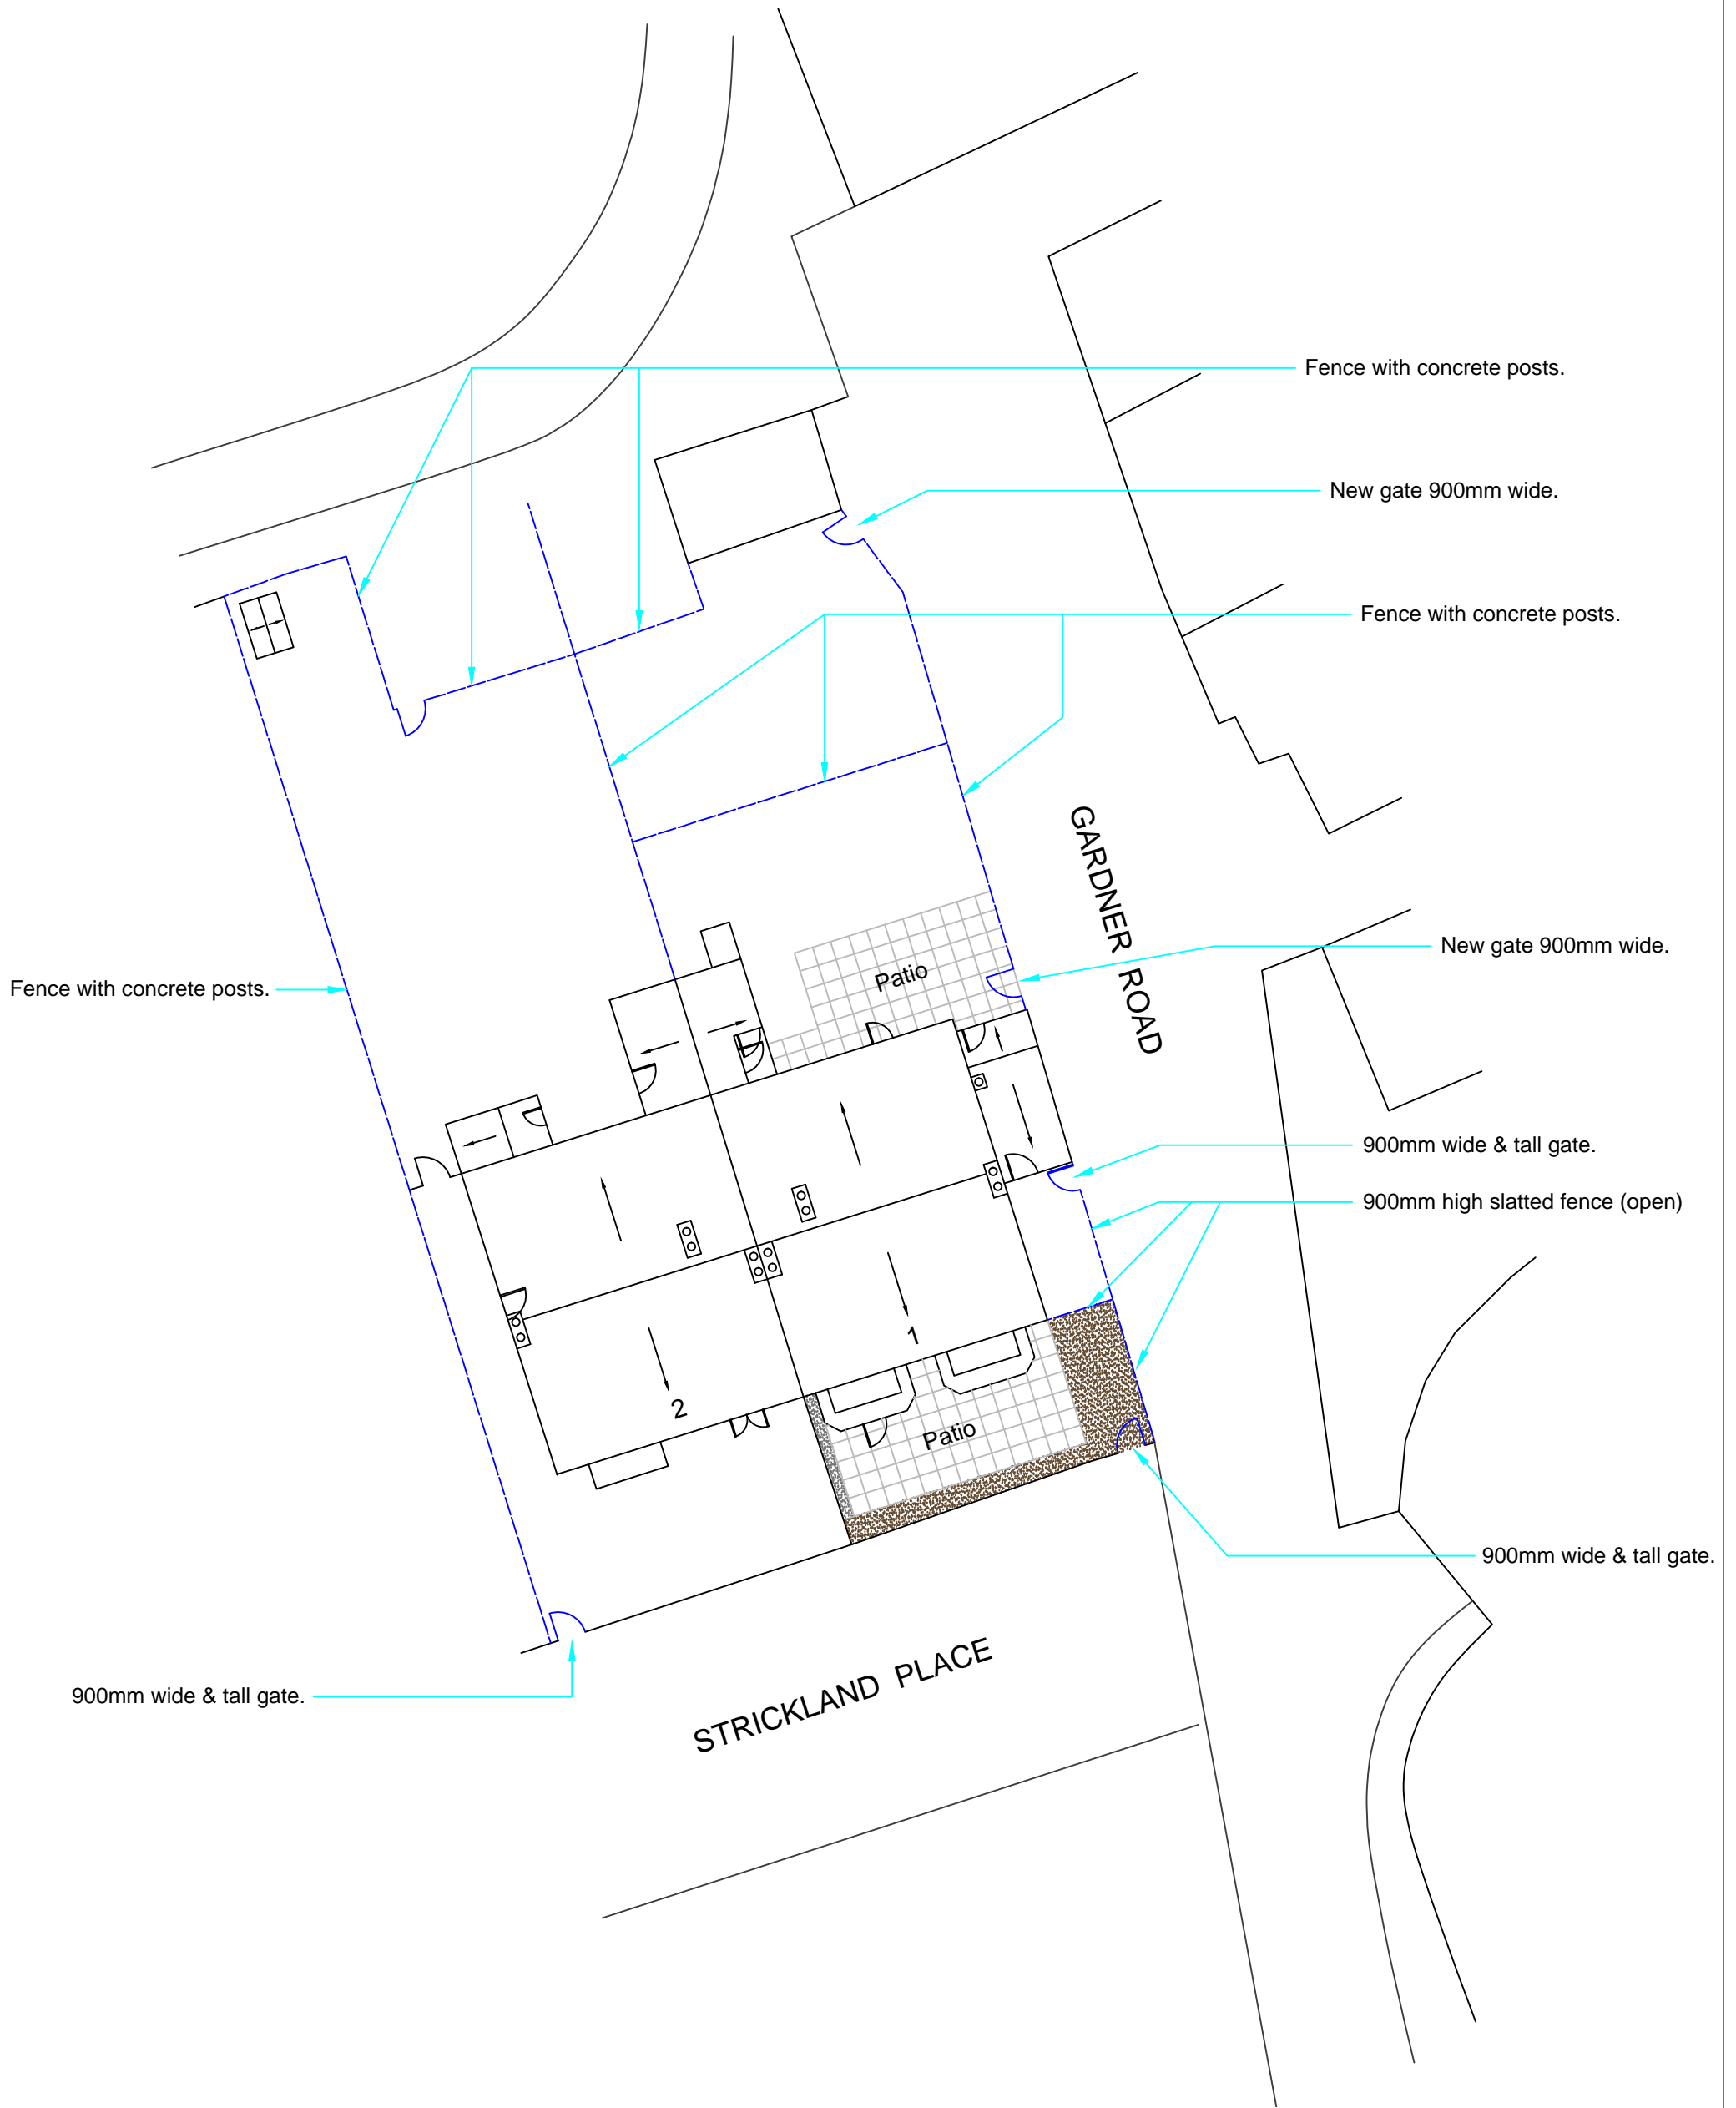 Fence with concrete posts.
New gate 900mm wide.
Fence with concrete posts.
GARDNER ROAD
New gate 900mm wide.
Patio
Fence with concrete posts.
900mm wide & tall gate.
900mm high slatted fence (open)
1
2
Patio
900mm wide & tall gate.
STRICKLAND PLACE
900mm wide & tall gate.